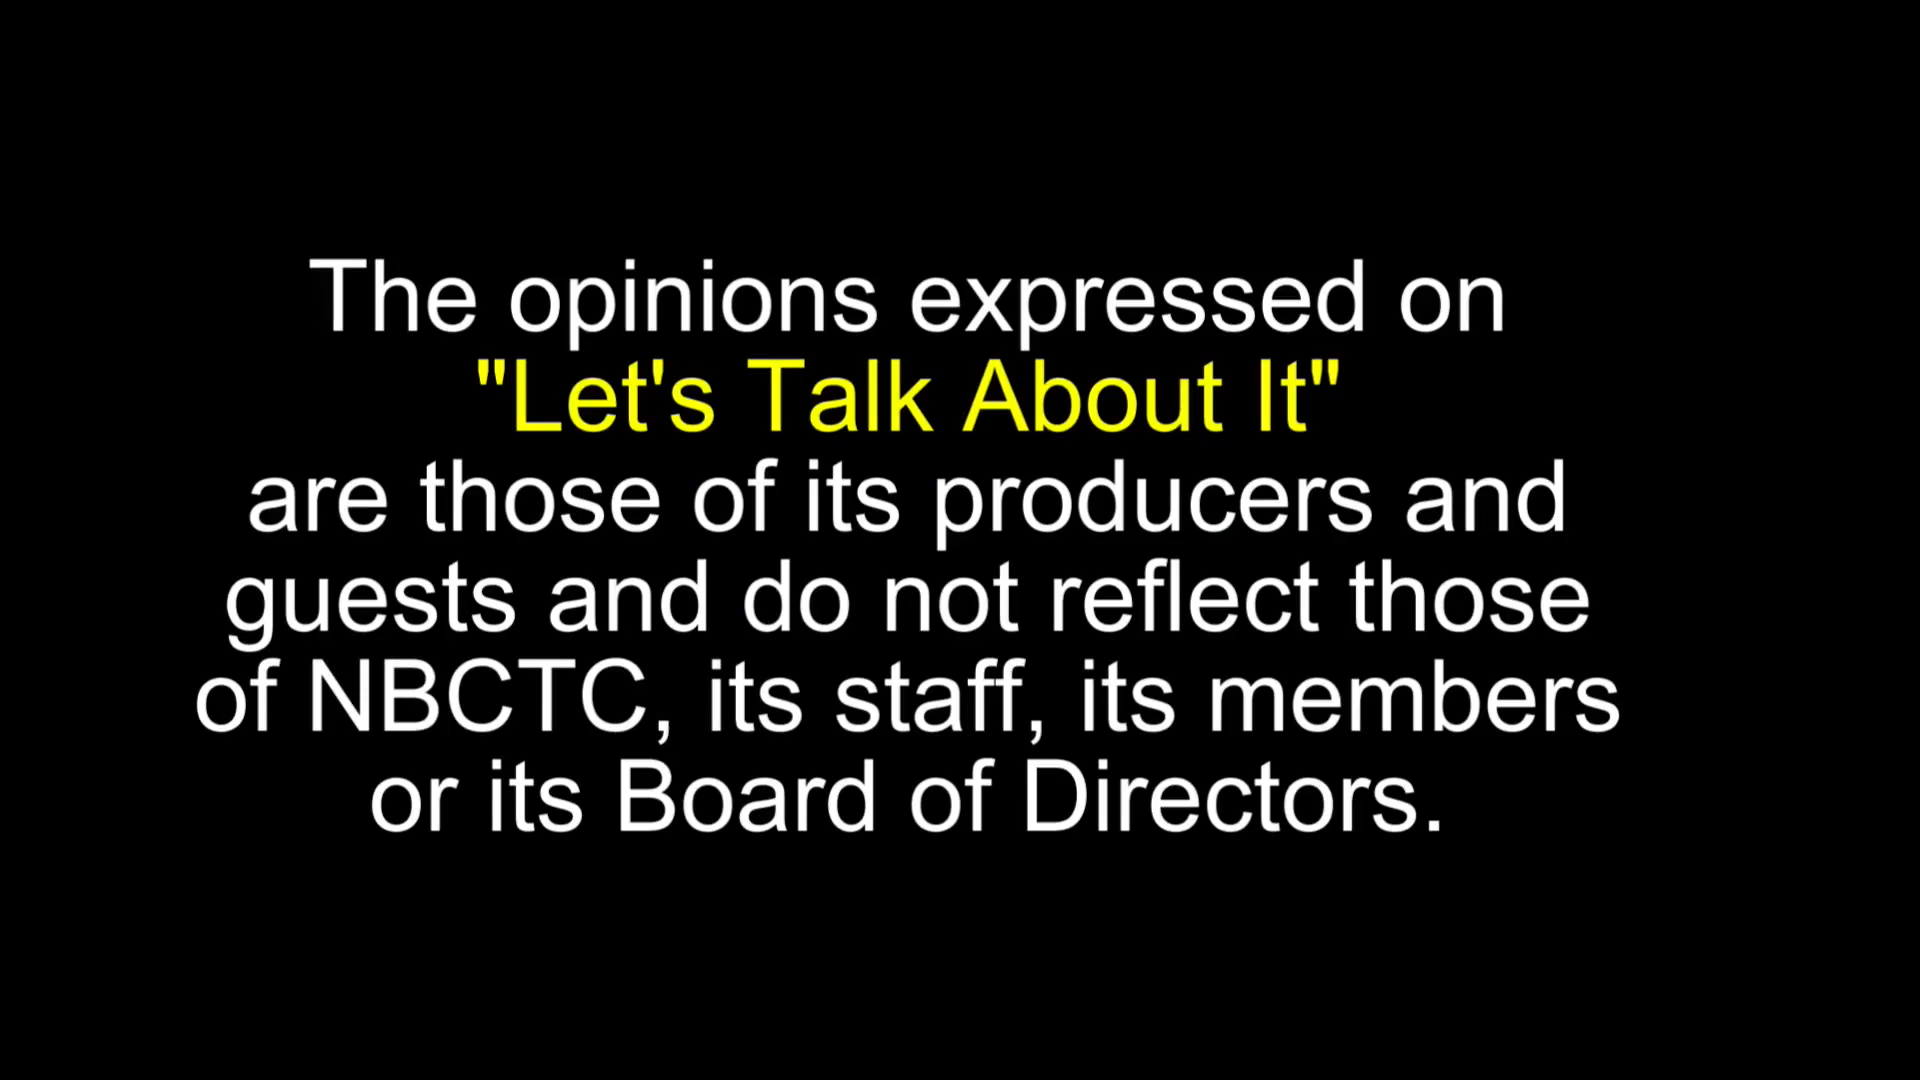 The opinions expressed on
"Let's Talk About It"
are those of its producers and
guests and do not reflect those
of NBCTC, its staff, its members
or its Board of Directors.